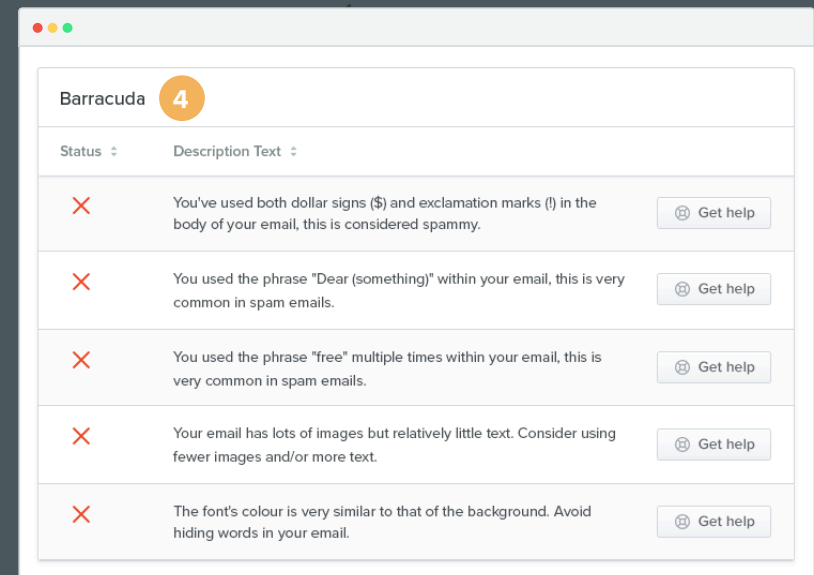 Barracuda 4
Status Description Text
You've used both dollar signs ($) and exclamation marks (!) in the
body of your email, this is considered spammy.
Get help
You used the phrase "Dear (something)" within your email, this is very
common in spam emails.
Get help
You used the phrase "free" multiple times within your email, this is
very common in spam emails.
Get help
Your email has lots of images but relatively little text. Consider using
fewer images and/or more text.
Get help
The font's colour is very similar to that of the background. Avoid
hiding words in your email.
Get help